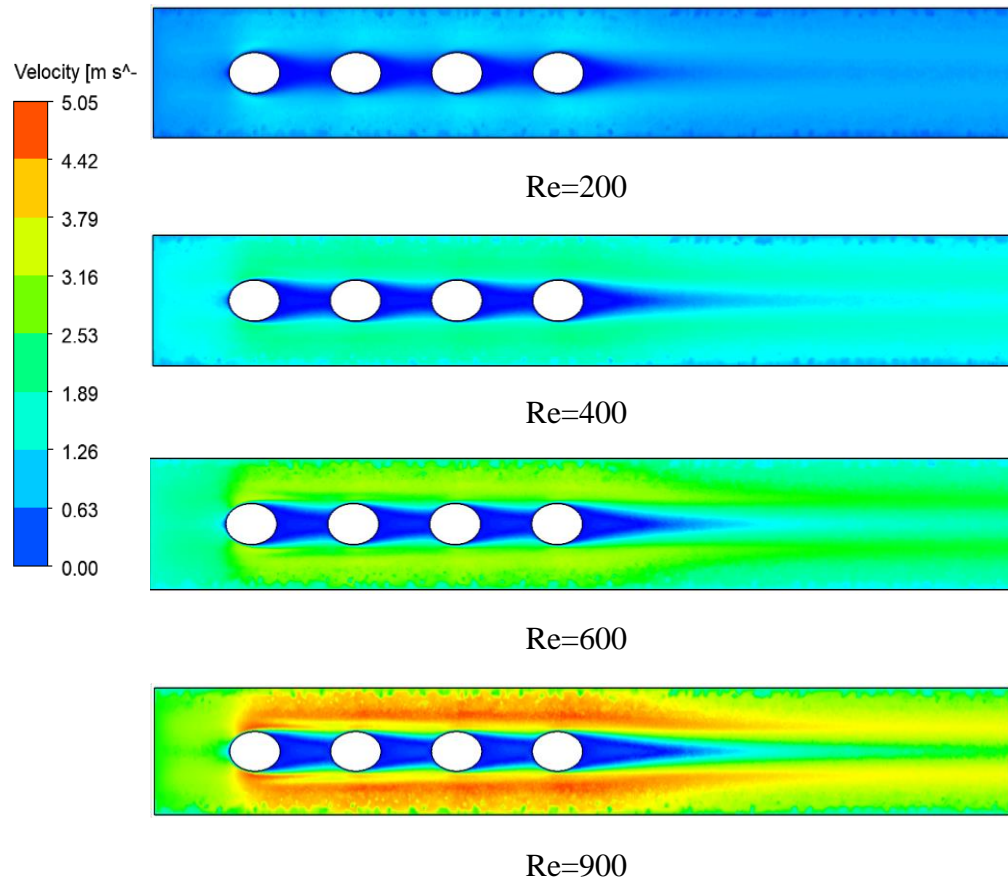 Velocity [m s^-
5.05
4.42
3.79
3.16
2.53
1.89
1.26
0.63
0.00
Re=200
Re=400
Re=600
Re=900